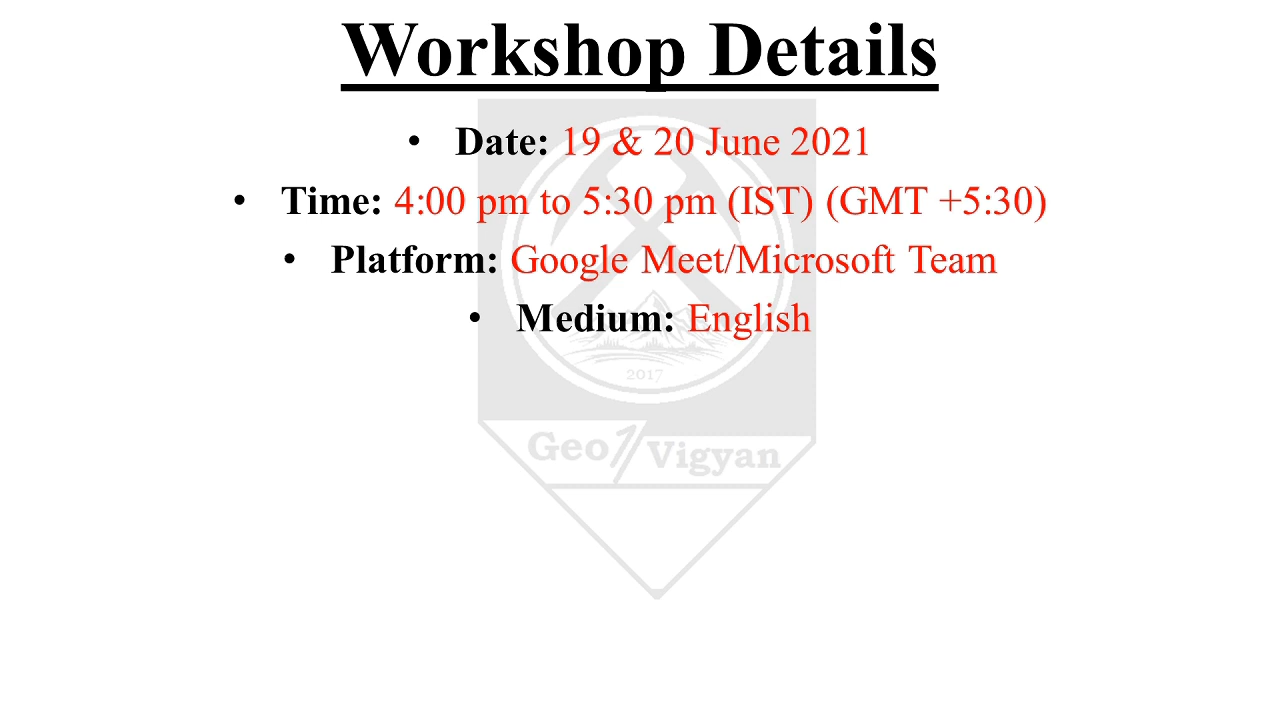 Workshop Details
• Date: 19 & 20 June 2021
• Time: 4:00 pm to 5:30 pm (IST) (GMT +5:30)
• Platform: Google Meet/Microsoft Team
• Medium: English
2017
Geo Vigyan